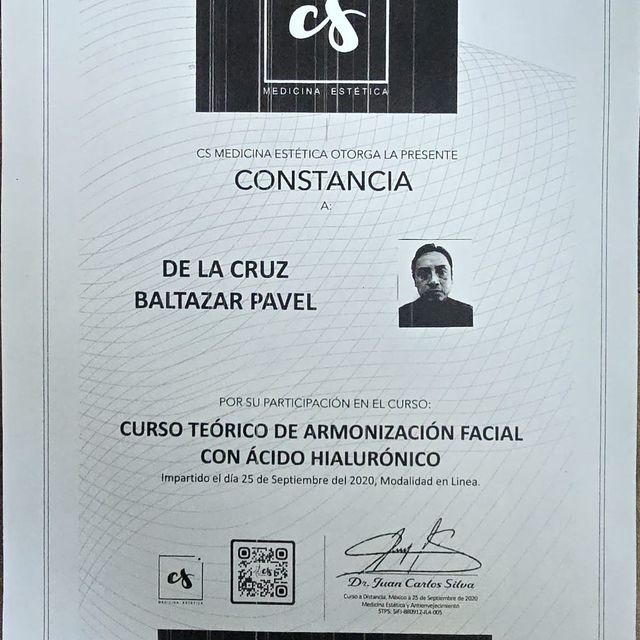 cs
MEDICINA ESTÉTICA
CS MEDICINA ESTÉTICA OTORGA LA PRESENTE
CONSTANCIA
A:
DE LA CRUZ
BALTAZAR PAVEL
POR SU PARTICIPACIÓN EN EL CURSO:
CURSO TEÓRICO DE ARMONIZACIÓN FACIAL
CON ÁCIDO HIALURÓNICO
Impartido el día 25 de Septiembre del 2020, Modalidad en Linea.
cs
MEDICINA ESTÉTICA
Dr. Juan Carlos Silva
Curso a Distancia, México a 25 de Septiembre de 2020
Medicina Estética y Antienvejecimiento